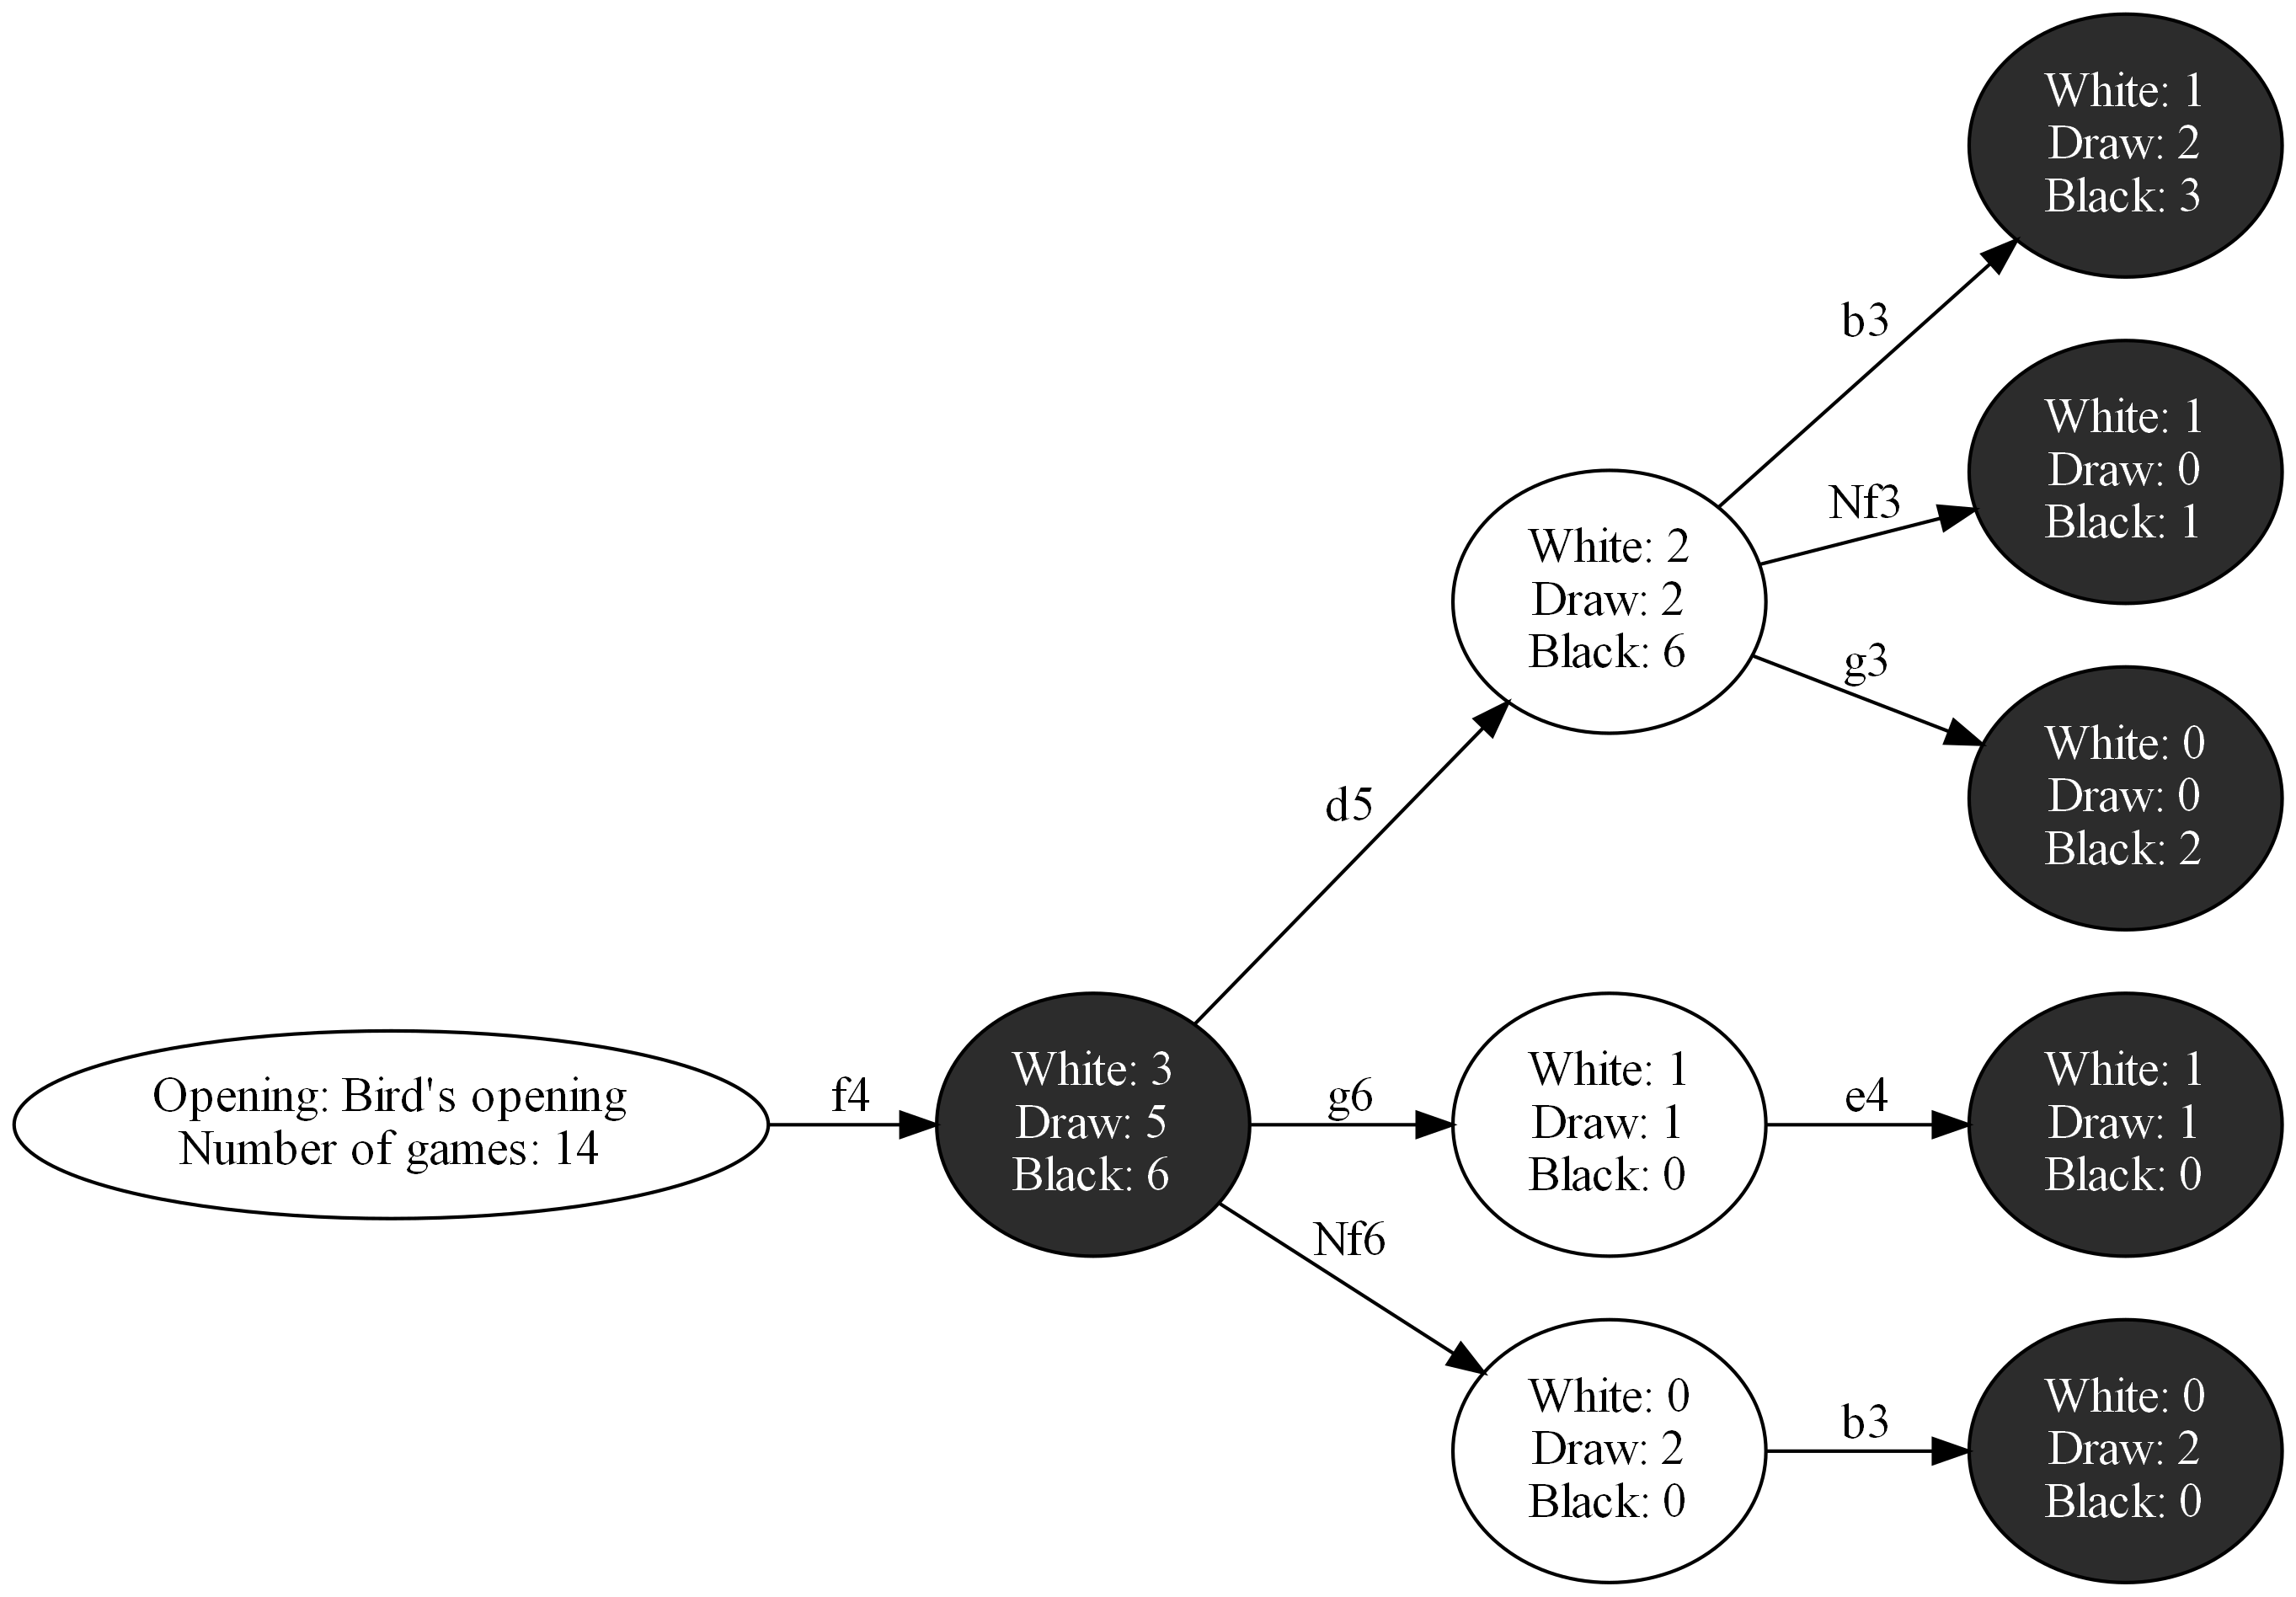 Opening: Bird's opening
Number of games: 14
f4
White: 3
Draw: 5
Black: 6
d5
White: 2
Draw: 2
Black: 6
b3
White: 1
Draw: 2
Black: 3
Nf3
White: 1
Draw: 0
Black: 1
g3
White: 0
Draw: 0
Black: 2
g6
White: 1
Draw: 1
Black: 0
e4
White: 1
Draw: 1
Black: 0
Nf6
White: 0
Draw: 2
Black: 0
b3
White: 0
Draw: 2
Black: 0